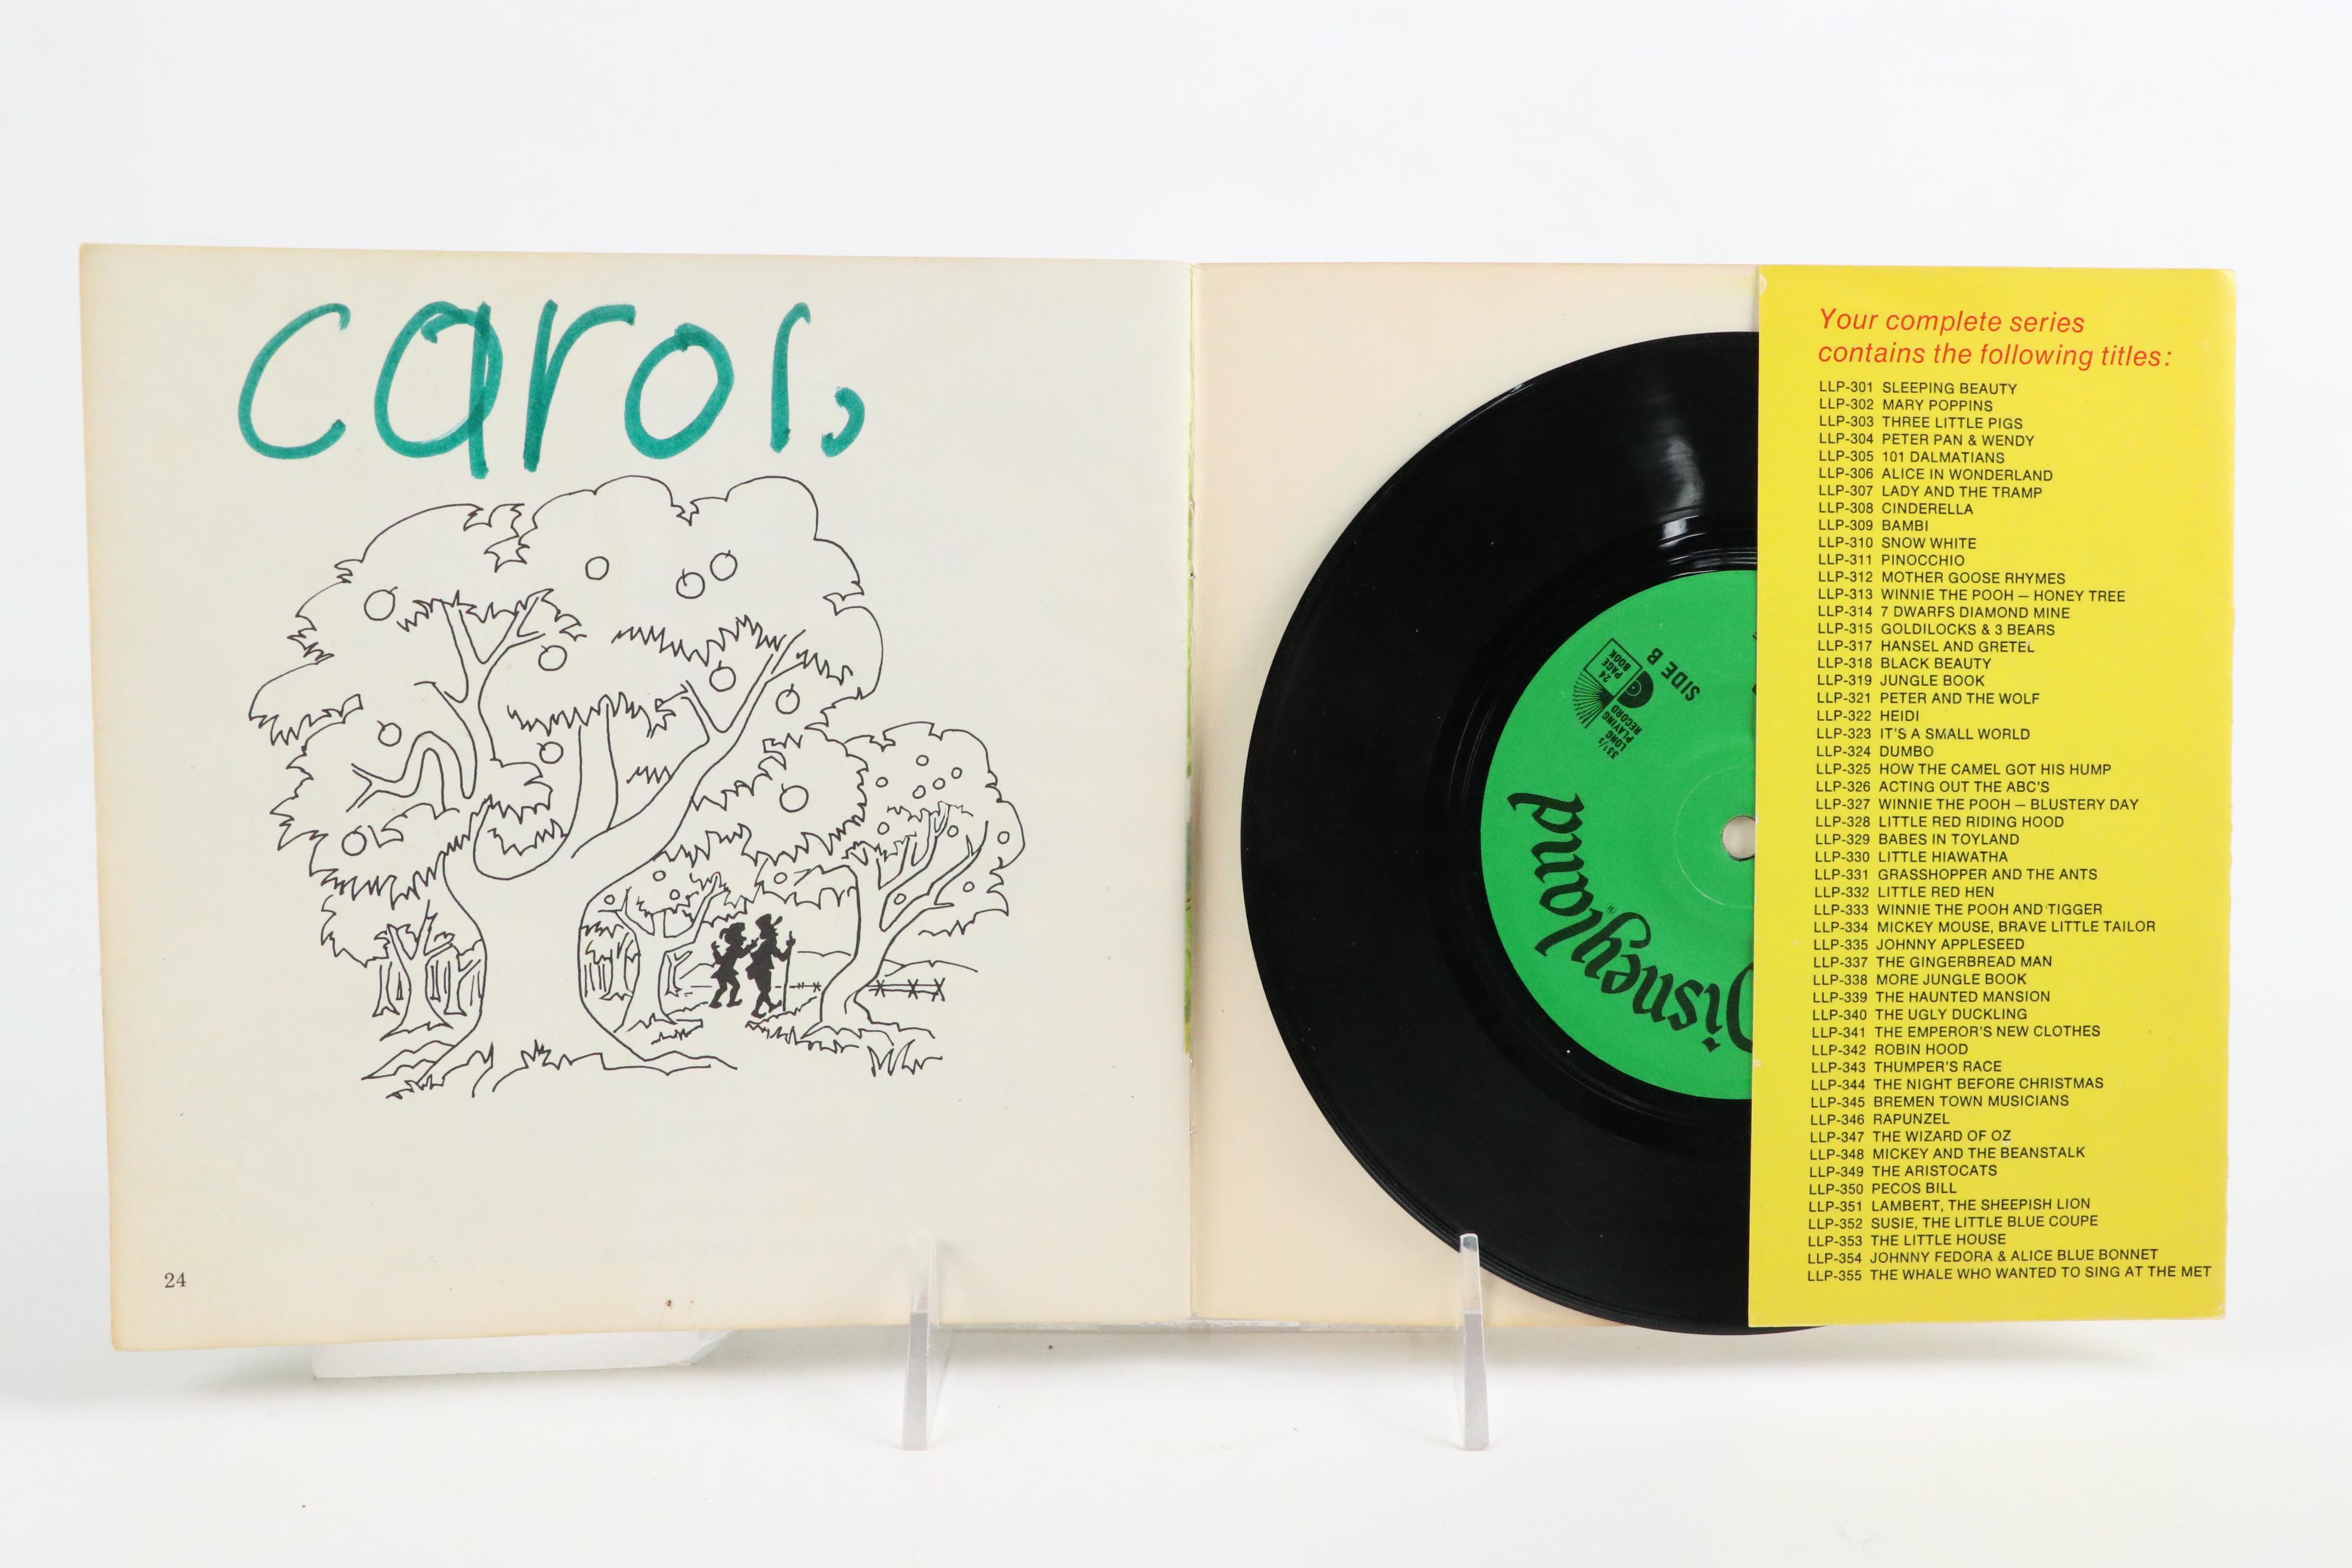 carol,
24
33 1/3
LONG
PLAYING
RECORD
24
PAGE
BOOK
SIDE B
Disneyland
Your complete series
contains the following titles:
LLP-301 SLEEPING BEAUTY
LLP-302 MARY POPPINS
LLP-303 THREE LITTLE PIGS
LLP-304 PETER PAN & WENDY
LLP-305 101 DALMATIANS
LLP-306 ALICE IN WONDERLAND
LLP-307 LADY AND THE TRAMP
LLP-308 CINDERELLA
LLP-309 BAMBI
LLP-310 SNOW WHITE
LLP-311 PINOCCHIO
LLP-312 MOTHER GOOSE RHYMES
LLP-313 WINNIE THE POOH — HONEY TREE
LLP-314 7 DWARFS DIAMOND MINE
LLP-315 GOLDILOCKS & 3 BEARS
LLP-317 HANSEL AND GRETEL
LLP-318 BLACK BEAUTY
LLP-319 JUNGLE BOOK
LLP-321 PETER AND THE WOLF
LLP-322 HEIDI
LLP-323 IT'S A SMALL WORLD
LLP-324 DUMBO
LLP-325 HOW THE CAMEL GOT HIS HUMP
LLP-326 ACTING OUT THE ABC'S
LLP-327 WINNIE THE POOH — BLUSTERY DAY
LLP-328 LITTLE RED RIDING HOOD
LLP-329 BABES IN TOYLAND
LLP-330 LITTLE HIAWATHA
LLP-331 GRASSHOPPER AND THE ANTS
LLP-332 LITTLE RED HEN
LLP-333 WINNIE THE POOH AND TIGGER
LLP-334 MICKEY MOUSE, BRAVE LITTLE TAILOR
LLP-335 JOHNNY APPLESEED
LLP-337 THE GINGERBREAD MAN
LLP-338 MORE JUNGLE BOOK
LLP-339 THE HAUNTED MANSION
LLP-340 THE UGLY DUCKLING
LLP-341 THE EMPEROR'S NEW CLOTHES
LLP-342 ROBIN HOOD
LLP-343 THUMPER'S RACE
LLP-344 THE NIGHT BEFORE CHRISTMAS
LLP-345 BREMEN TOWN MUSICIANS
LLP-346 RAPUNZEL
LLP-347 THE WIZARD OF OZ
LLP-348 MICKEY AND THE BEANSTALK
LLP-349 THE ARISTOCATS
LLP-350 PECOS BILL
LLP-351 LAMBERT, THE SHEEPISH LION
LLP-352 SUSIE, THE LITTLE BLUE COUPE
LLP-353 THE LITTLE HOUSE
LLP-354 JOHNNY FEDORA & ALICE BLUE BONNET
LLP-355 THE WHALE WHO WANTED TO SING AT THE MET